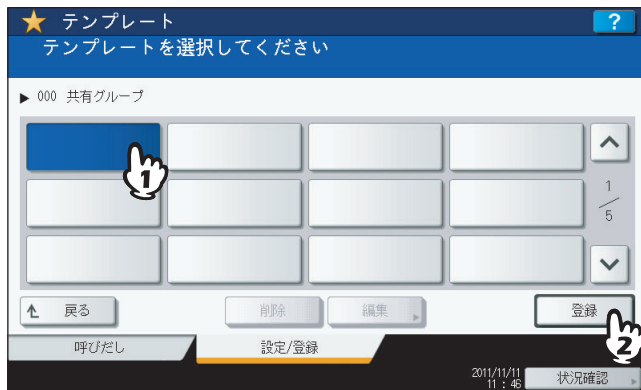 テンプレート
?
テンプレートを選択してください
▶ 000 共有グループ
1
1/5
戻る
削除
編集
登録
2
呼びだし
設定/登録
2011/11/11
11 : 46
状況確認